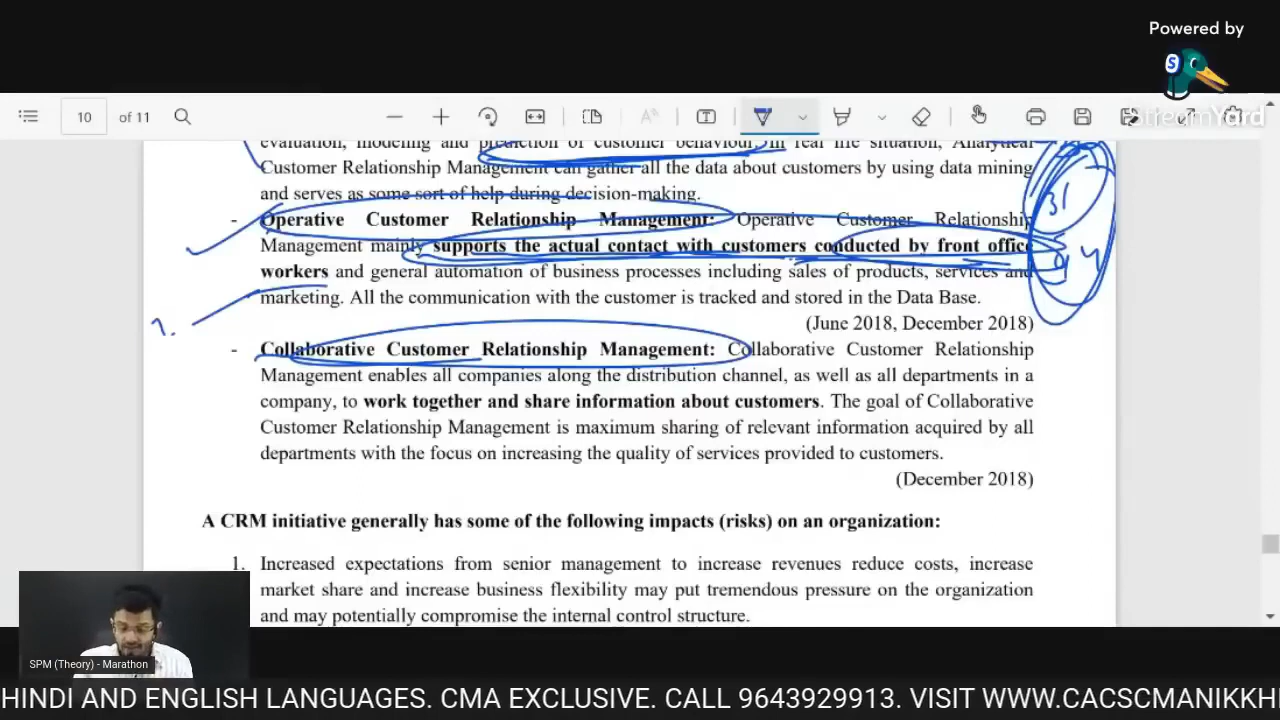 Powered by
S
StreamYard
10 of 11
evaluation, modeling and prediction of customer behaviour, In real life situation, Analytical
Customer Relationship Management can gather all the data about customers by using data mining
and serves as some sort of help during decision-making.
- Operative Customer Relationship Management: Operative Customer Relationship
Management mainly supports the actual contact with customers conducted by front office
workers and general automation of business processes including sales of products, services and
marketing. All the communication with the customer is tracked and stored in the Data Base.
(June 2018, December 2018)
- Collaborative Customer Relationship Management: Collaborative Customer Relationship
Management enables all companies along the distribution channel, as well as all departments in a
company, to work together and share information about customers. The goal of Collaborative
Customer Relationship Management is maximum sharing of relevant information acquired by all
departments with the focus on increasing the quality of services provided to customers.
(December 2018)
A CRM initiative generally has some of the following impacts (risks) on an organization:
1. Increased expectations from senior management to increase revenues reduce costs, increase
market share and increase business flexibility may put tremendous pressure on the organization
and may potentially compromise the internal control structure.
SPM (Theory) - Marathon
HINDI AND ENGLISH LANGUAGES. CMA EXCLUSIVE. CALL 9643929913. VISIT WWW.CACSCMANIKKH